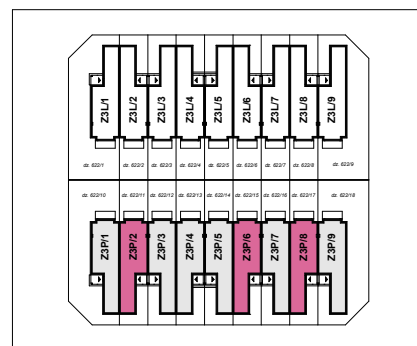 Z3L/1 Z3L/2 Z3L/3 Z3L/4 Z3L/5 Z3L/6 Z3L/7 Z3L/8 Z3L/9
dz. 622/1 dz. 622/2 dz. 622/3 dz. 622/4 dz. 622/5 dz. 622/6 dz. 622/7 dz. 622/8 dz. 622/9
dz. 622/10 dz. 622/11 dz. 622/12 dz. 622/13 dz. 622/14 dz. 622/15 dz. 622/16 dz. 622/17 dz. 622/18
Z3P/1 Z3P/2 Z3P/3 Z3P/4 Z3P/5 Z3P/6 Z3P/7 Z3P/8 Z3P/9